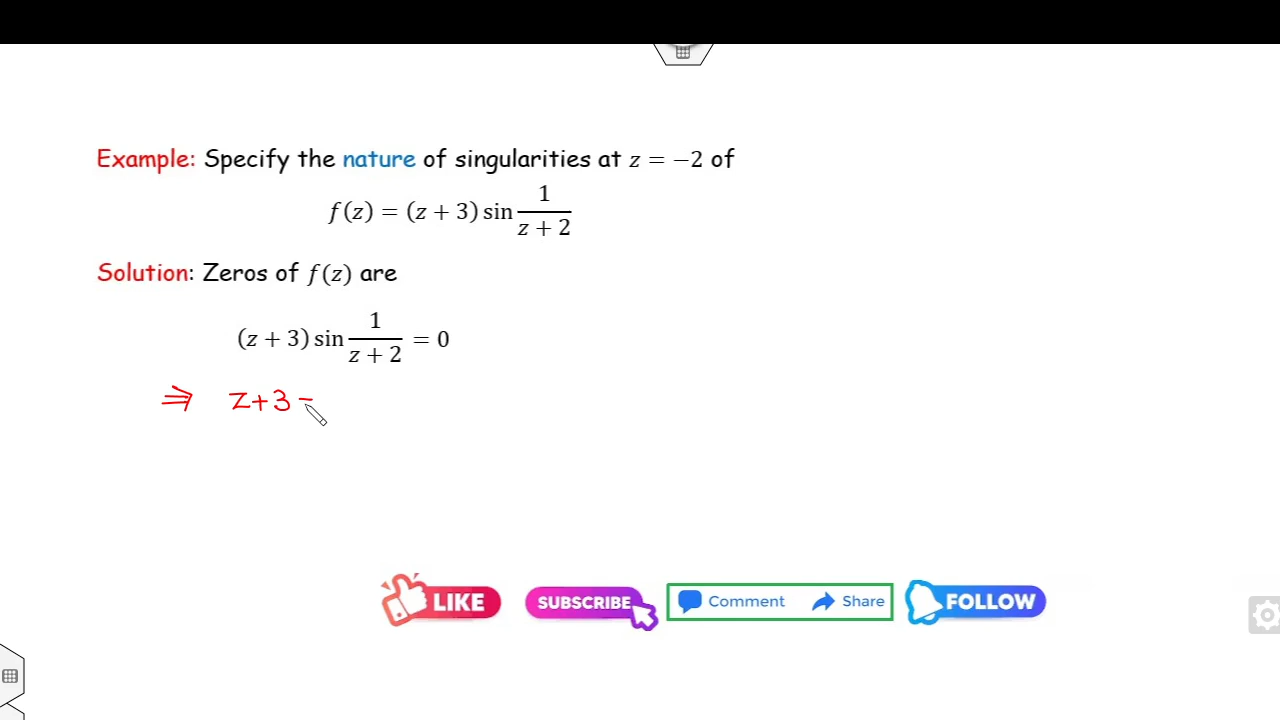 Example: Specify the nature of singularities at z = −2 of
f(z) = (z + 3) sin 1/(z + 2)
Solution: Zeros of f(z) are
(z + 3) sin 1/(z + 2) = 0
⇒ z+3 -
LIKE
SUBSCRIBE
Comment
Share
FOLLOW